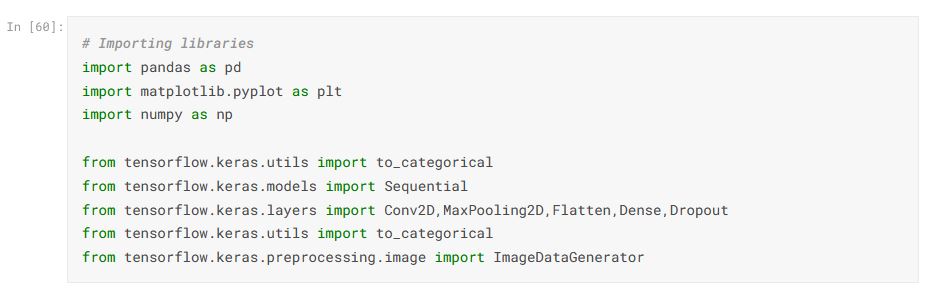 In [60]:
# Importing libraries
import pandas as pd
import matplotlib.pyplot as plt
import numpy as np
from tensorflow.keras.utils import to_categorical
from tensorflow.keras.models import Sequential
from tensorflow.keras.layers import Conv2D,MaxPooling2D,Flatten,Dense,Dropout
from tensorflow.keras.utils import to_categorical
from tensorflow.keras.preprocessing.image import ImageDataGenerator